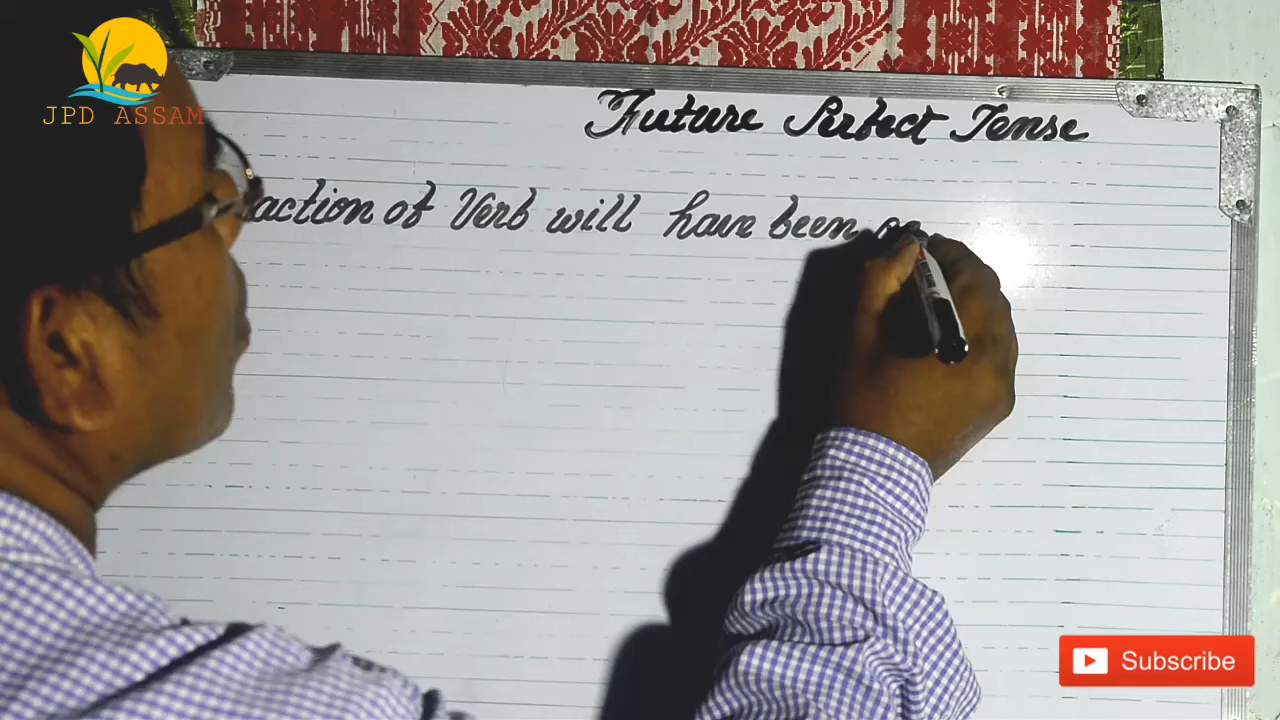 JPD ASSAM
Future Perfect Tense
action of Verb will have been
Subscribe